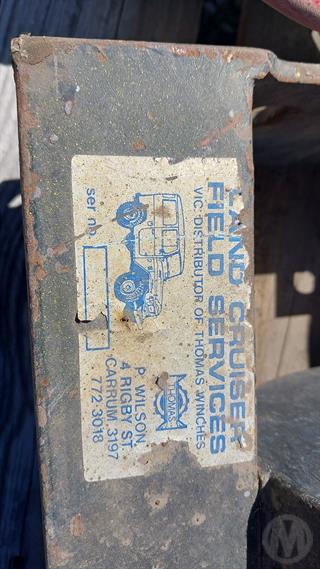 LAND CRUISER
FIELD SERVICES
VIC. DISTRIBUTOR OF THOMAS WINCHES
THOMAS
ser no.
P. WILSON,
4 RIGBY ST.
CARRUM. 3197
772.3018
M